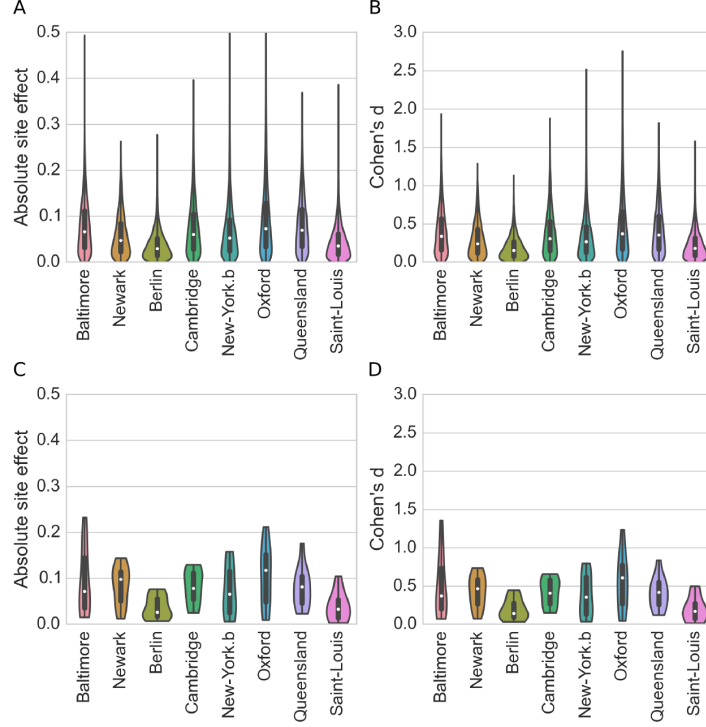 A
B
0.5
0.4
0.3
0.2
0.1
0.0
Absolute site effect
Baltimore
Newark
Berlin
Cambridge
New-York.b
Oxford
Queensland
Saint-Louis
3.0
2.5
2.0
1.5
1.0
0.5
0.0
Cohen's d
Baltimore
Newark
Berlin
Cambridge
New-York.b
Oxford
Queensland
Saint-Louis
C
D
0.5
0.4
0.3
0.2
0.1
0.0
Absolute site effect
Baltimore
Newark
Berlin
Cambridge
New-York.b
Oxford
Queensland
Saint-Louis
3.0
2.5
2.0
1.5
1.0
0.5
0.0
Cohen's d
Baltimore
Newark
Berlin
Cambridge
New-York.b
Oxford
Queensland
Saint-Louis